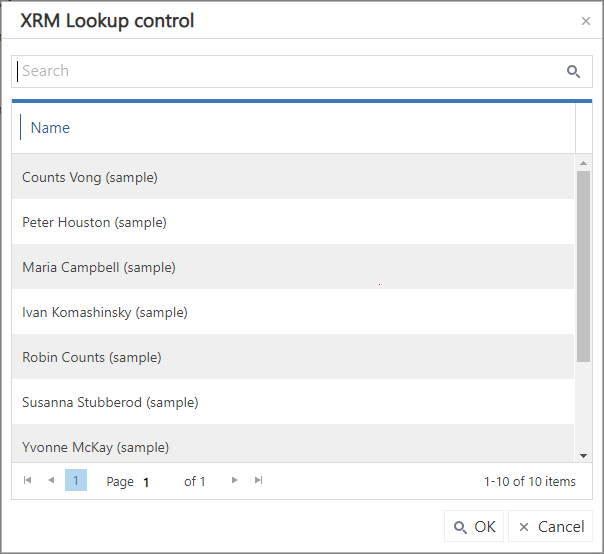 XRM Lookup control
Search
Name
Counts Vong (sample)
Peter Houston (sample)
Maria Campbell (sample)
Ivan Komashinsky (sample)
Robin Counts (sample)
Susanna Stubberod (sample)
Yvonne McKay (sample)
1 Page 1 of 1 1-10 of 10 items
OK Cancel